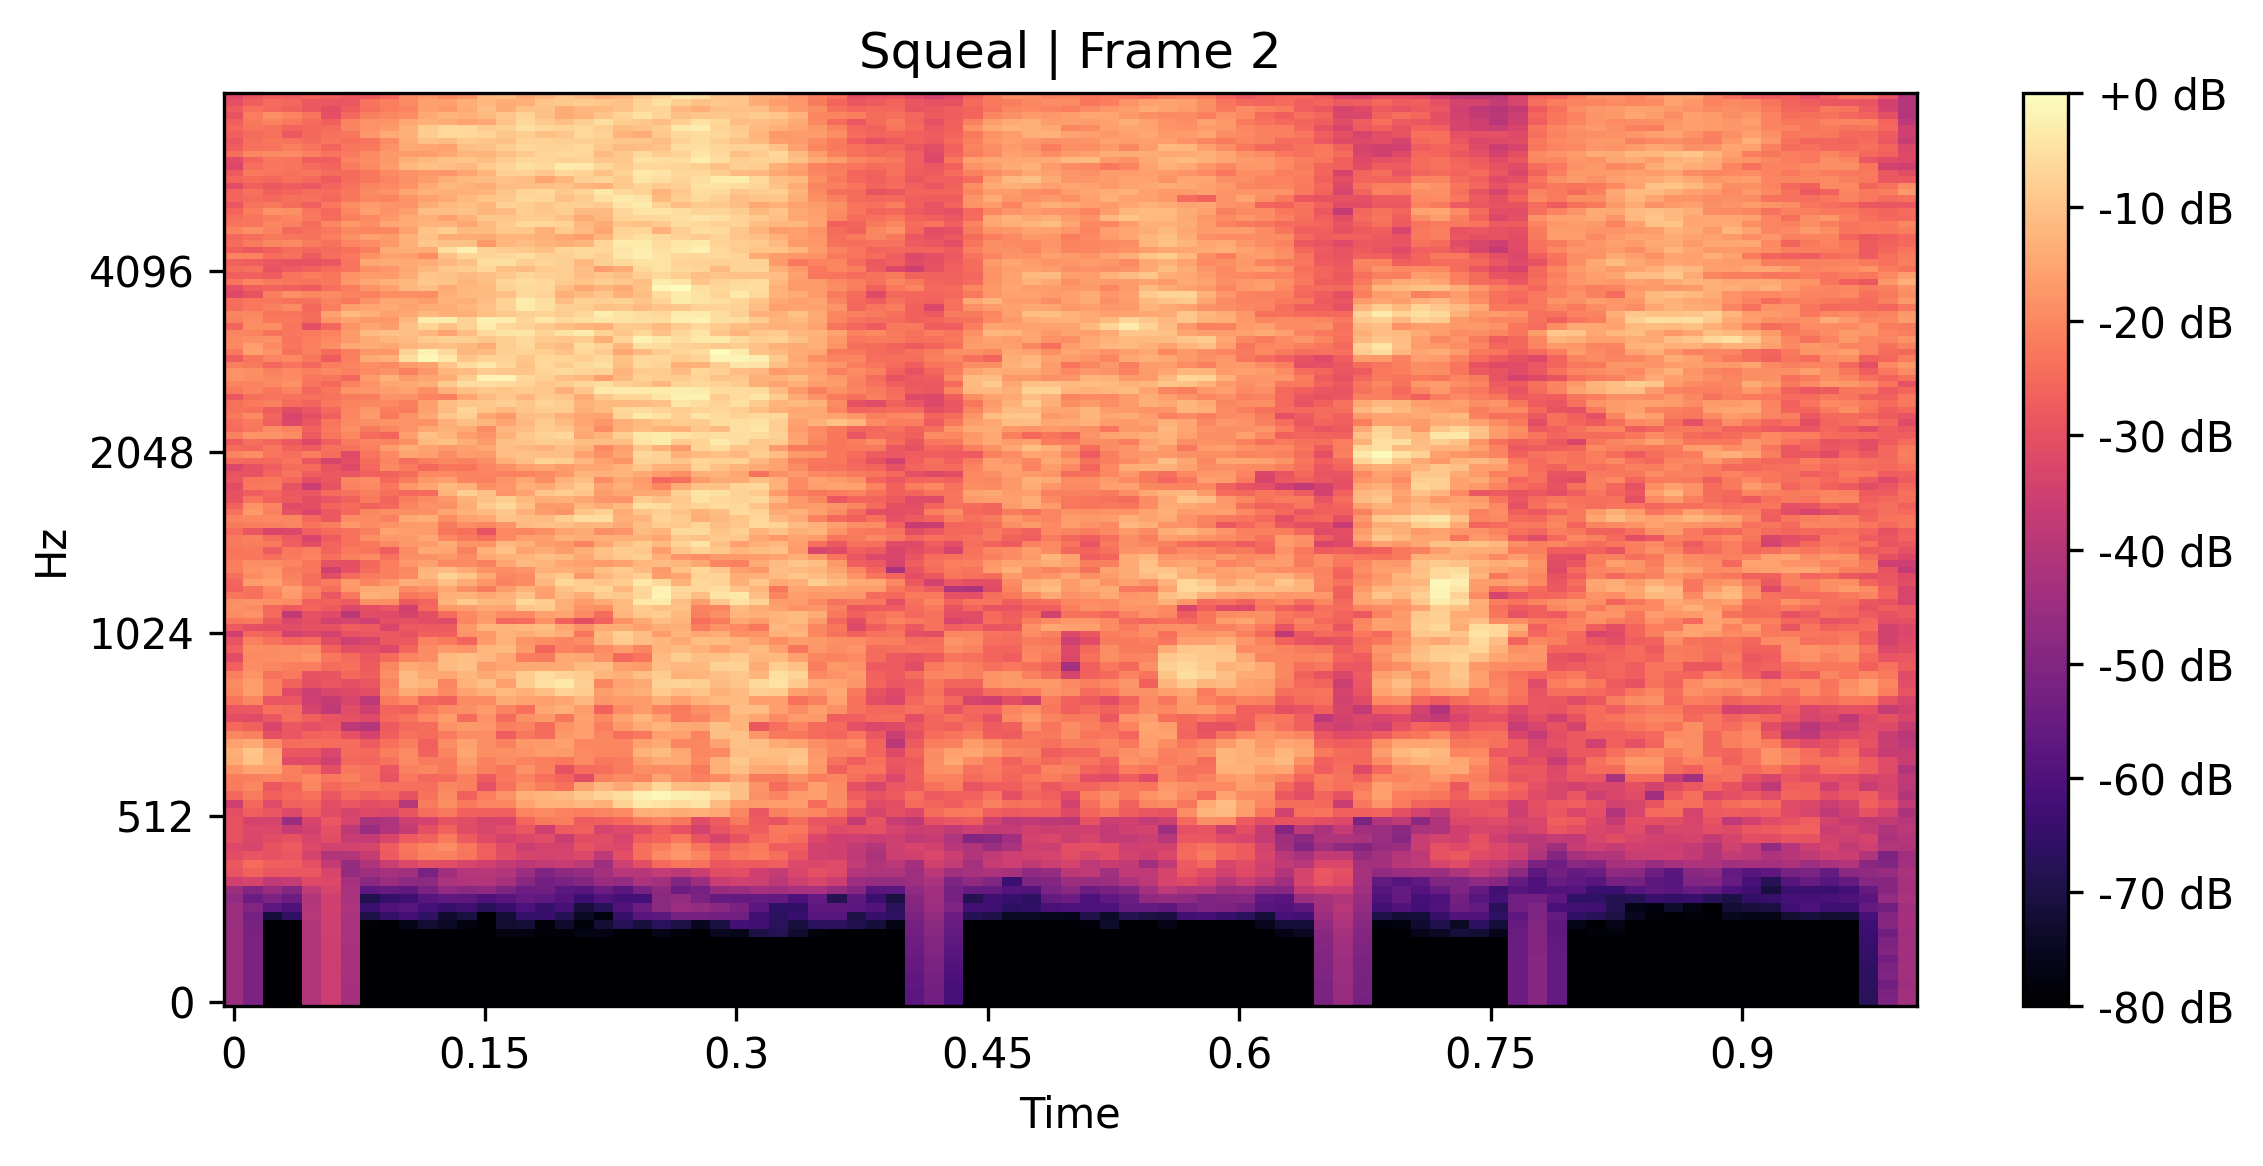 Squeal | Frame 2
Hz
4096
2048
1024
512
0
0 0.15 0.3 0.45 0.6 0.75 0.9
Time
+0 dB
-10 dB
-20 dB
-30 dB
-40 dB
-50 dB
-60 dB
-70 dB
-80 dB